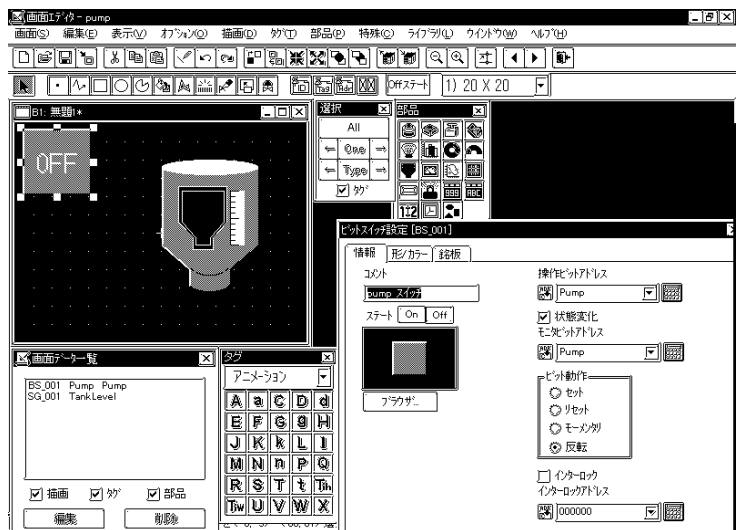 画面エディタ - pump
画面(S) 編集(E) 表示(V) オプション(O) 描画(D) タグ(T) 部品(P) 特殊(C) ライブラリ(L) ウインドウ(W) ヘルプ(H)
Offステート 1) 20 X 20
B1: 無題1*
OFF
選択
All
One
Type
タグ
部品
ビットスイッチ設定 [BS_001]
情報 形/カラー 銘板
コメント
pump スイッチ
ステート On Off
ブラウザ...
操作ビットアドレス
Pump
状態変化
モニタビットアドレス
Pump
ビット動作
セット
リセット
モーメンタリ
反転
インターロック
インターロックアドレス
000000
画面データ一覧
BS_001 Pump Pump
SG_001 TankLevel
描画 タグ 部品
編集 削除
タグ
アニメーション
A a C D d
E F G g H
J K k L l
M N n P Q
R S T t Tih
Tiw U V W X